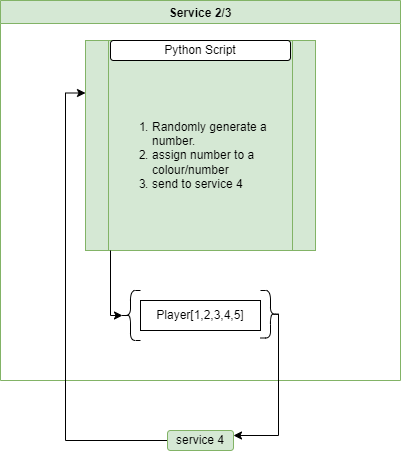 Service 2/3
Python Script
1. Randomly generate a
number.
2. assign number to a
colour/number
3. send to service 4
Player[1,2,3,4,5]
service 4